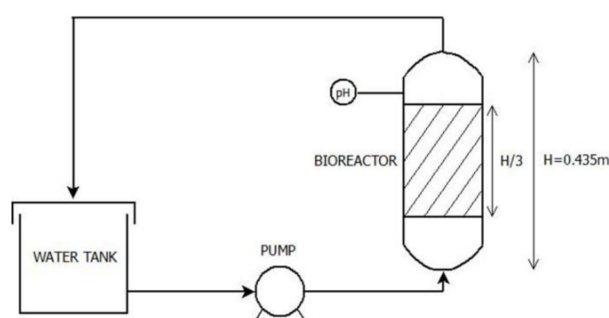 pH
BIOREACTOR
H/3
H=0.435m
WATER TANK
PUMP